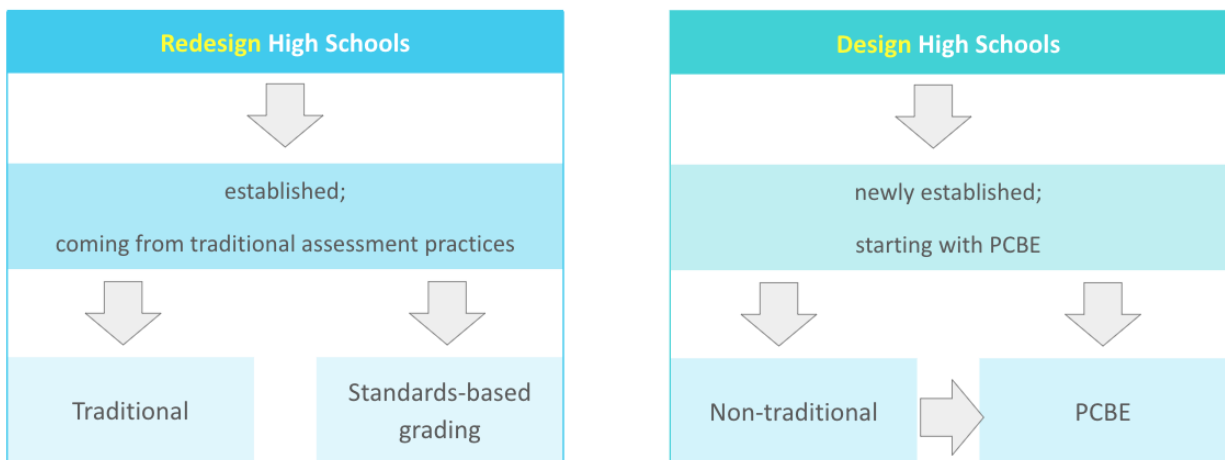 Redesign High Schools
established;
coming from traditional assessment practices
Traditional
Standards-based
grading
Design High Schools
newly established;
starting with PCBE
Non-traditional
PCBE